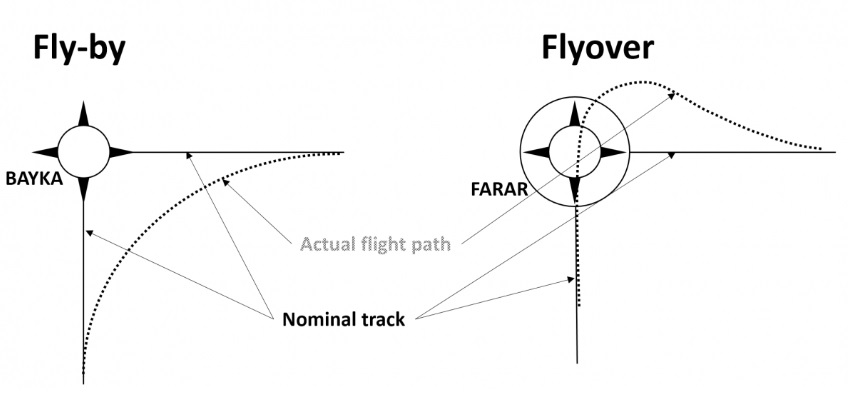 Fly-by
Flyover
BAYKA
FARAR
Actual flight path
Nominal track